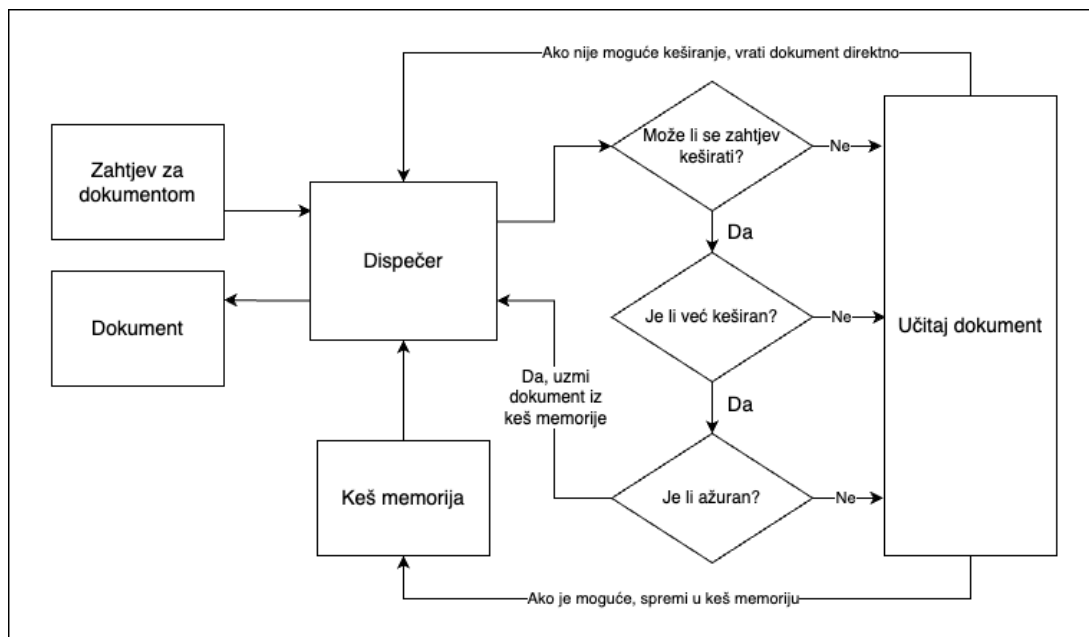 Ako nije moguće keširanje, vrati dokument direktno
Zahtjev za
dokumentom
Može li se zahtjev
keširati?
Ne
Da
Dispečer
Dokument
Je li već keširan?
Ne
Učitaj dokument
Da, uzmi
dokument iz
keš memorije
Da
Keš memorija
Je li ažuran?
Ne
Ako je moguće, spremi u keš memoriju